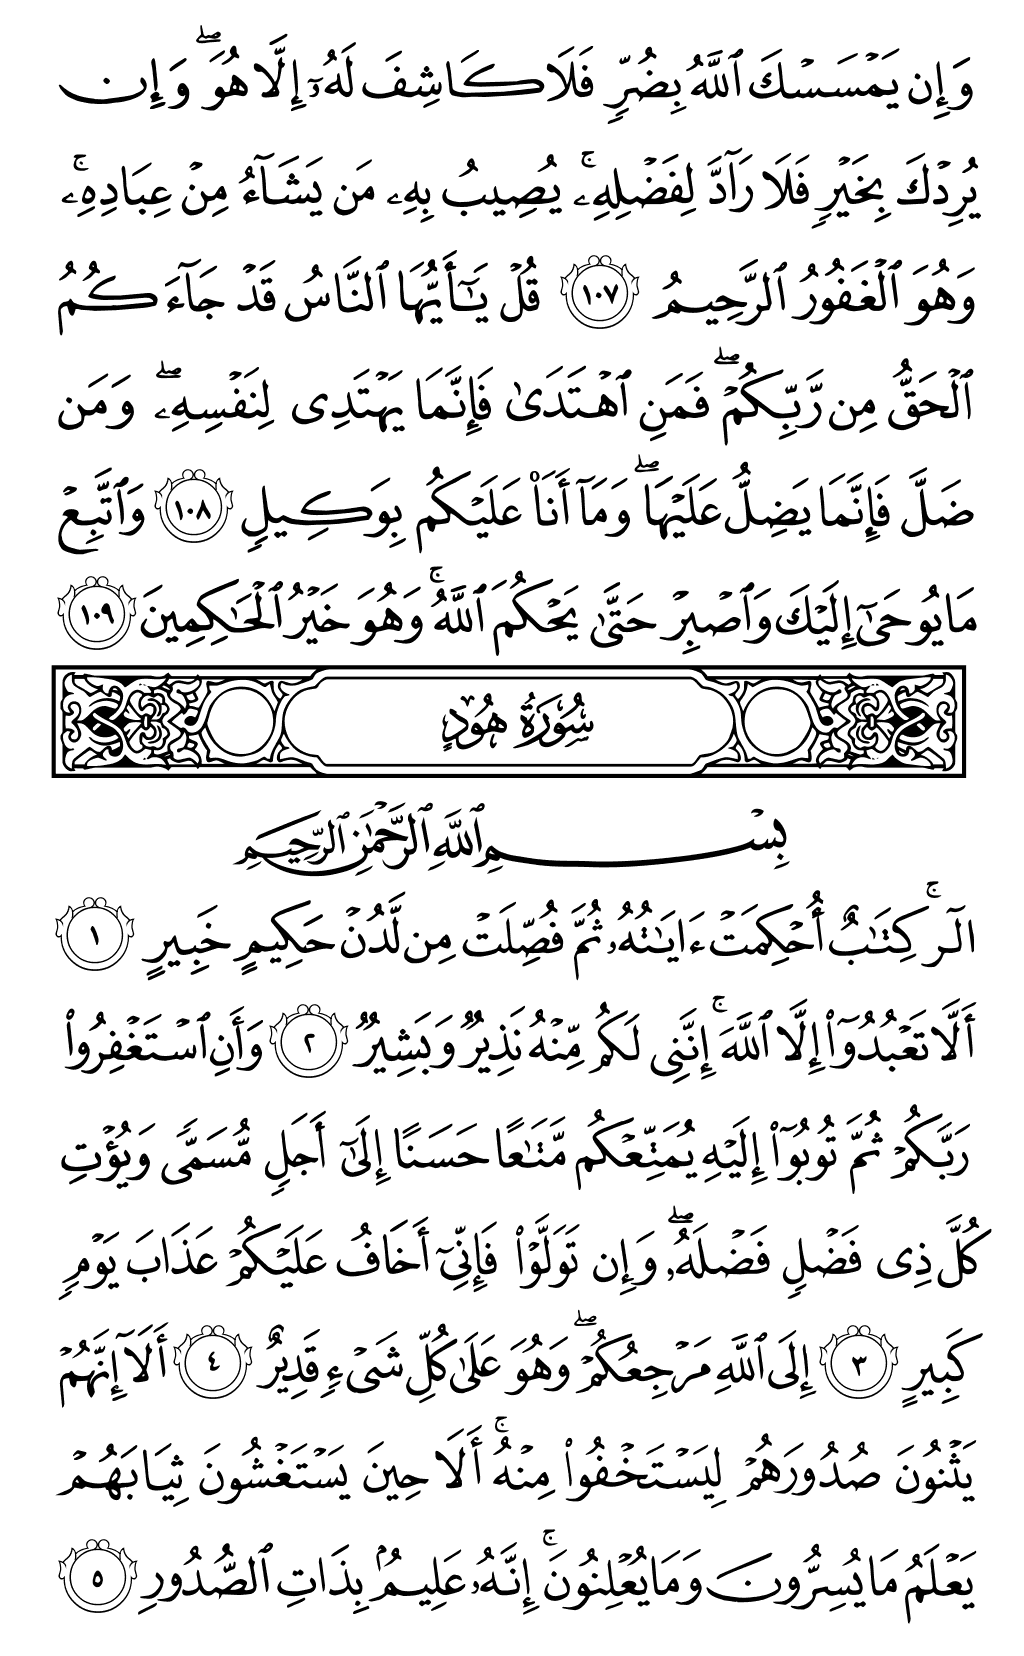 وَإِن يَمْسَسْكَ ٱللَّهُ بِضُرٍّ فَلَا كَاشِفَ لَهُۥٓ إِلَّا هُوَۖ وَإِن
يُرِدْكَ بِخَيْرٍ فَلَا رَآدَّ لِفَضْلِهِۦۚ يُصِيبُ بِهِۦ مَن يَشَآءُ مِنْ عِبَادِهِۦۚ
وَهُوَ ٱلْغَفُورُ ٱلرَّحِيمُ ١٠٧ قُلْ يَـٰٓأَيُّهَا ٱلنَّاسُ قَدْ جَآءَكُمُ
ٱلْحَقُّ مِن رَّبِّكُمْۖ فَمَنِ ٱهْتَدَىٰ فَإِنَّمَا يَهْتَدِى لِنَفْسِهِۦۖ وَمَن
ضَلَّ فَإِنَّمَا يَضِلُّ عَلَيْهَاۖ وَمَآ أَنَا۠ عَلَيْكُم بِوَكِيلٍ ١٠٨ وَٱتَّبِعْ
مَا يُوحَىٰٓ إِلَيْكَ وَٱصْبِرْ حَتَّىٰ يَحْكُمَ ٱللَّهُۚ وَهُوَ خَيْرُ ٱلْحَـٰكِمِينَ ١٠٩
سُورَةُ هُودٍ
بِسْمِ ٱللَّهِ ٱلرَّحْمَـٰنِ ٱلرَّحِيمِ
الٓرۚ كِتَـٰبٌ أُحْكِمَتْ ءَايَـٰتُهُۥ ثُمَّ فُصِّلَتْ مِن لَّدُنْ حَكِيمٍ خَبِيرٍ ١
أَلَّا تَعْبُدُوٓا۟ إِلَّا ٱللَّهَۚ إِنَّنِى لَكُم مِّنْهُ نَذِيرٌ وَبَشِيرٌ ٢ وَأَنِ ٱسْتَغْفِرُوا۟
رَبَّكُمْ ثُمَّ تُوبُوٓا۟ إِلَيْهِ يُمَتِّعْكُم مَّتَـٰعًا حَسَنًا إِلَىٰٓ أَجَلٍ مُّسَمًّى وَيُؤْتِ
كُلَّ ذِى فَضْلٍ فَضْلَهُۥۖ وَإِن تَوَلَّوْا۟ فَإِنِّىٓ أَخَافُ عَلَيْكُمْ عَذَابَ يَوْمٍ
كَبِيرٍ ٣ إِلَى ٱللَّهِ مَرْجِعُكُمْۖ وَهُوَ عَلَىٰ كُلِّ شَىْءٍ قَدِيرٌ ٤ أَلَآ إِنَّهُمْ
يَثْنُونَ صُدُورَهُمْ لِيَسْتَخْفُوا۟ مِنْهُۚ أَلَا حِينَ يَسْتَغْشُونَ ثِيَابَهُمْ
يَعْلَمُ مَا يُسِرُّونَ وَمَا يُعْلِنُونَۚ إِنَّهُۥ عَلِيمٌۢ بِذَاتِ ٱلصُّدُورِ ٥